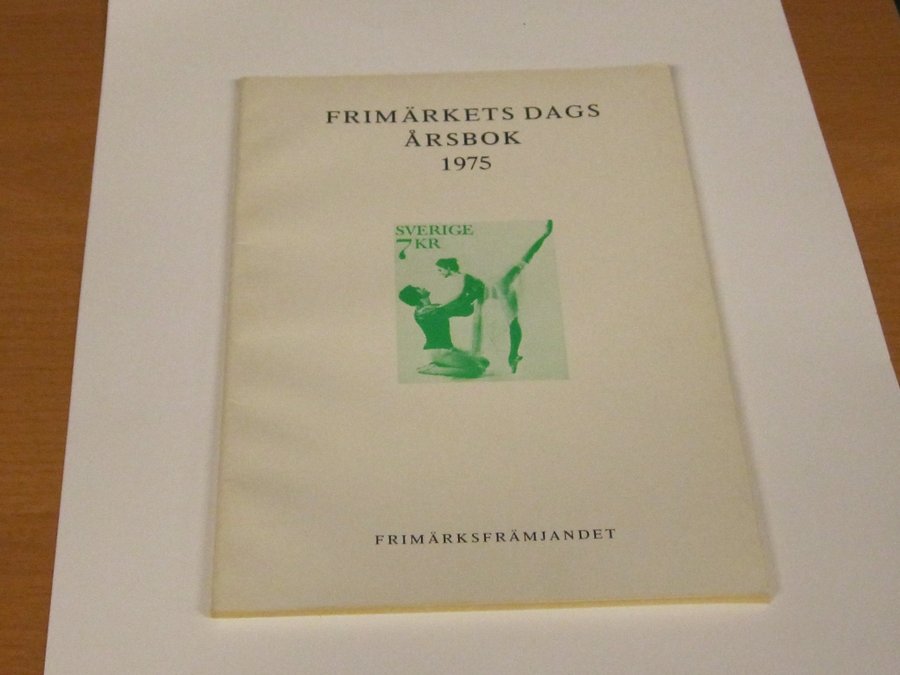 FRIMÄRKETS DAGS
ÅRSBOK
1975
SVERIGE
7 KR
FRIMÄRKSFRÄMJANDET